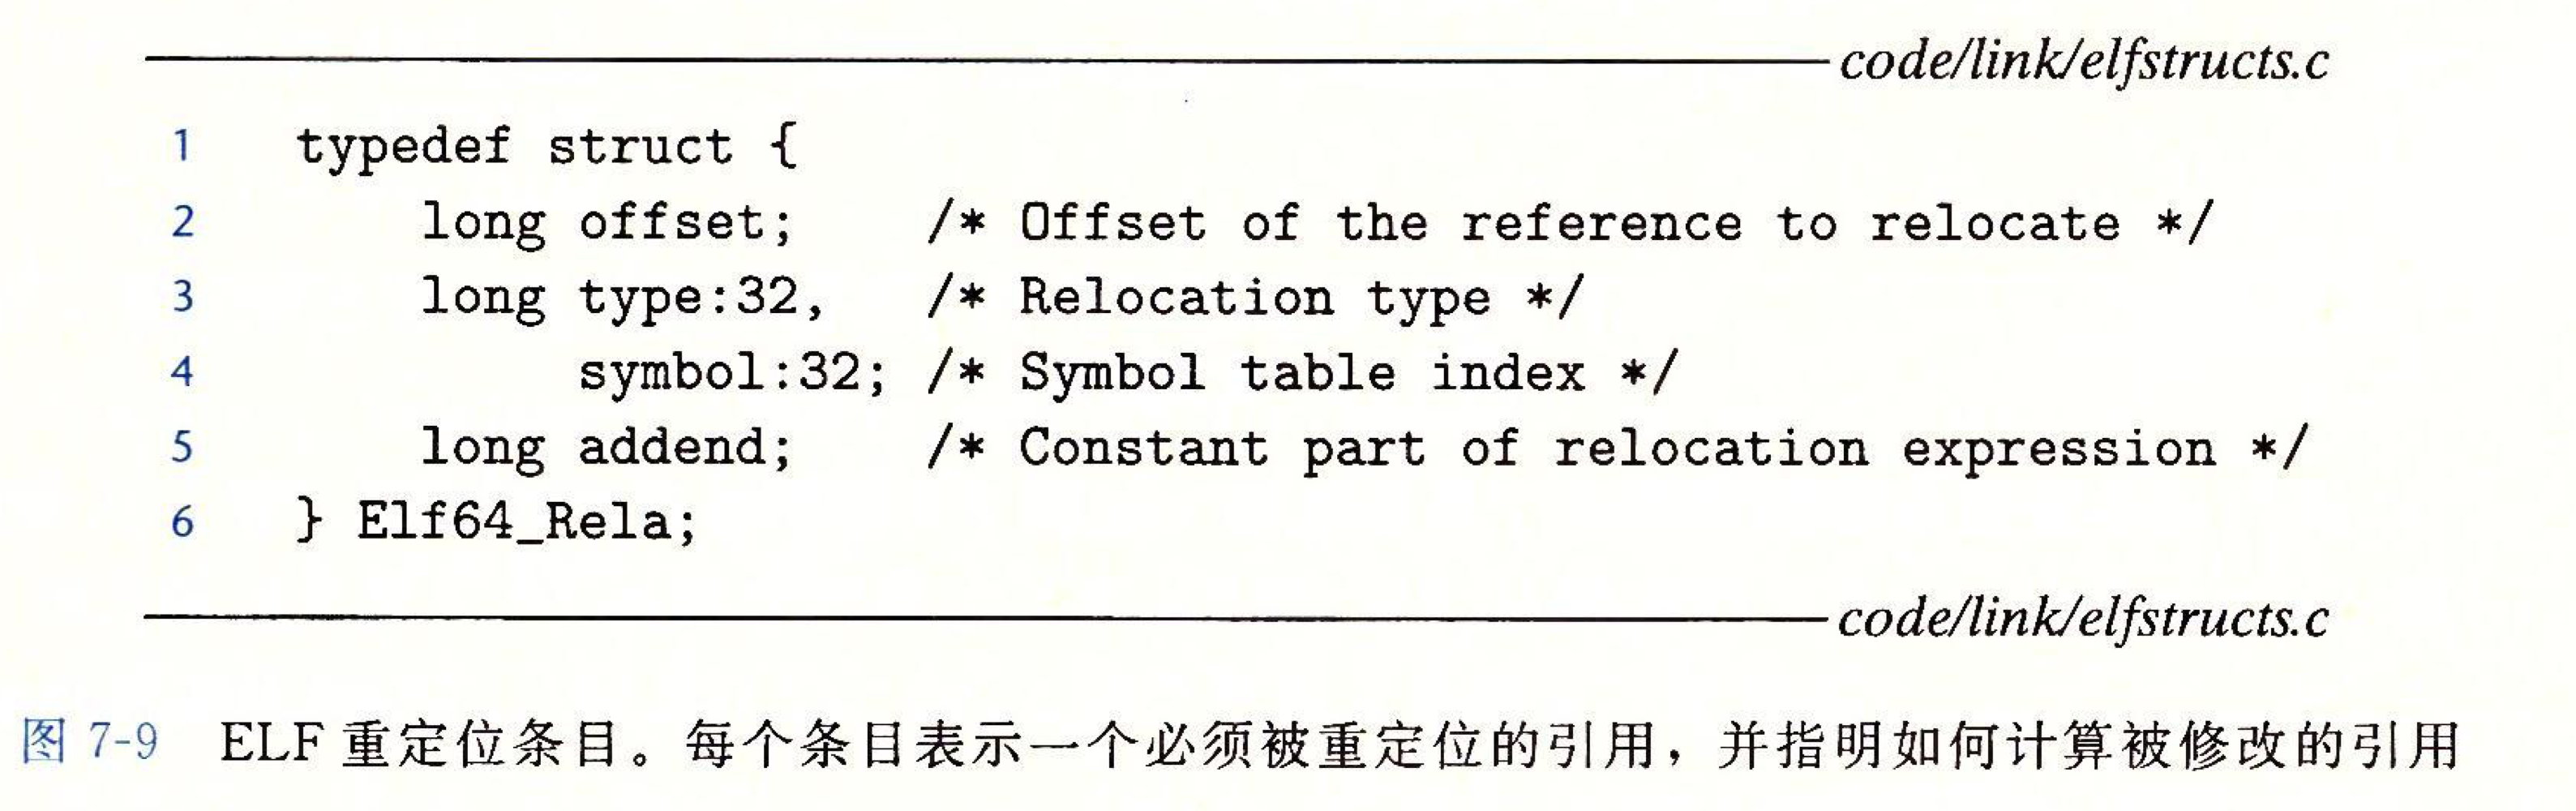 code/link/elfstructs.c
1 typedef struct {
2 long offset; /* Offset of the reference to relocate */
3 long type:32, /* Relocation type */
4 symbol:32; /* Symbol table index */
5 long addend; /* Constant part of relocation expression */
6 } Elf64_Rela;
code/link/elfstructs.c
图 7-9 ELF 重定位条目。每个条目表示一个必须被重定位的引用，并指明如何计算被修改的引用